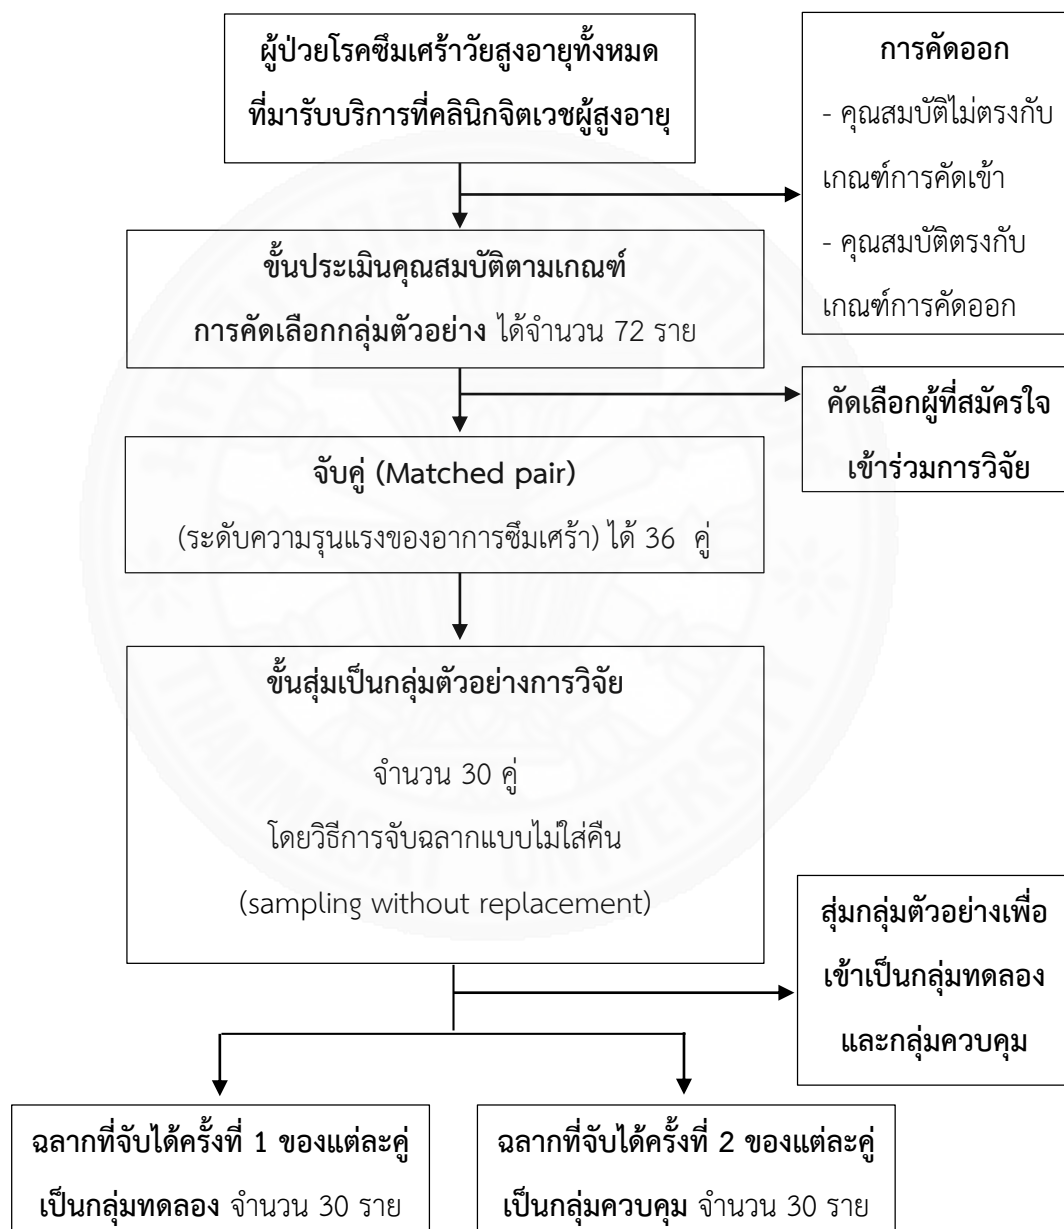 ผู้ป่วยโรคซึมเศร้าวัยสูงอายุทั้งหมด
ที่มารับบริการที่คลินิกจิตเวชผู้สูงอายุ
การคัดออก
- คุณสมบัติไม่ตรงกับ
เกณฑ์การคัดเข้า
- คุณสมบัติตรงกับ
เกณฑ์การคัดออก
ขั้นประเมินคุณสมบัติตามเกณฑ์
การคัดเลือกกลุ่มตัวอย่าง ได้จำนวน 72 ราย
คัดเลือกผู้ที่สมัครใจ
เข้าร่วมการวิจัย
จับคู่ (Matched pair)
(ระดับความรุนแรงของอาการซึมเศร้า) ได้ 36 คู่
ขั้นสุ่มเป็นกลุ่มตัวอย่างการวิจัย
จำนวน 30 คู่
โดยวิธีการจับฉลากแบบไม่ใส่คืน
(sampling without replacement)
สุ่มกลุ่มตัวอย่างเพื่อ
เข้าเป็นกลุ่มทดลอง
และกลุ่มควบคุม
ฉลากที่จับได้ครั้งที่ 1 ของแต่ละคู่
เป็นกลุ่มทดลอง จำนวน 30 ราย
ฉลากที่จับได้ครั้งที่ 2 ของแต่ละคู่
เป็นกลุ่มควบคุม จำนวน 30 ราย
มหาวิทยาลัยธรรมศาสตร์
THAMMASAT UNIVERSITY